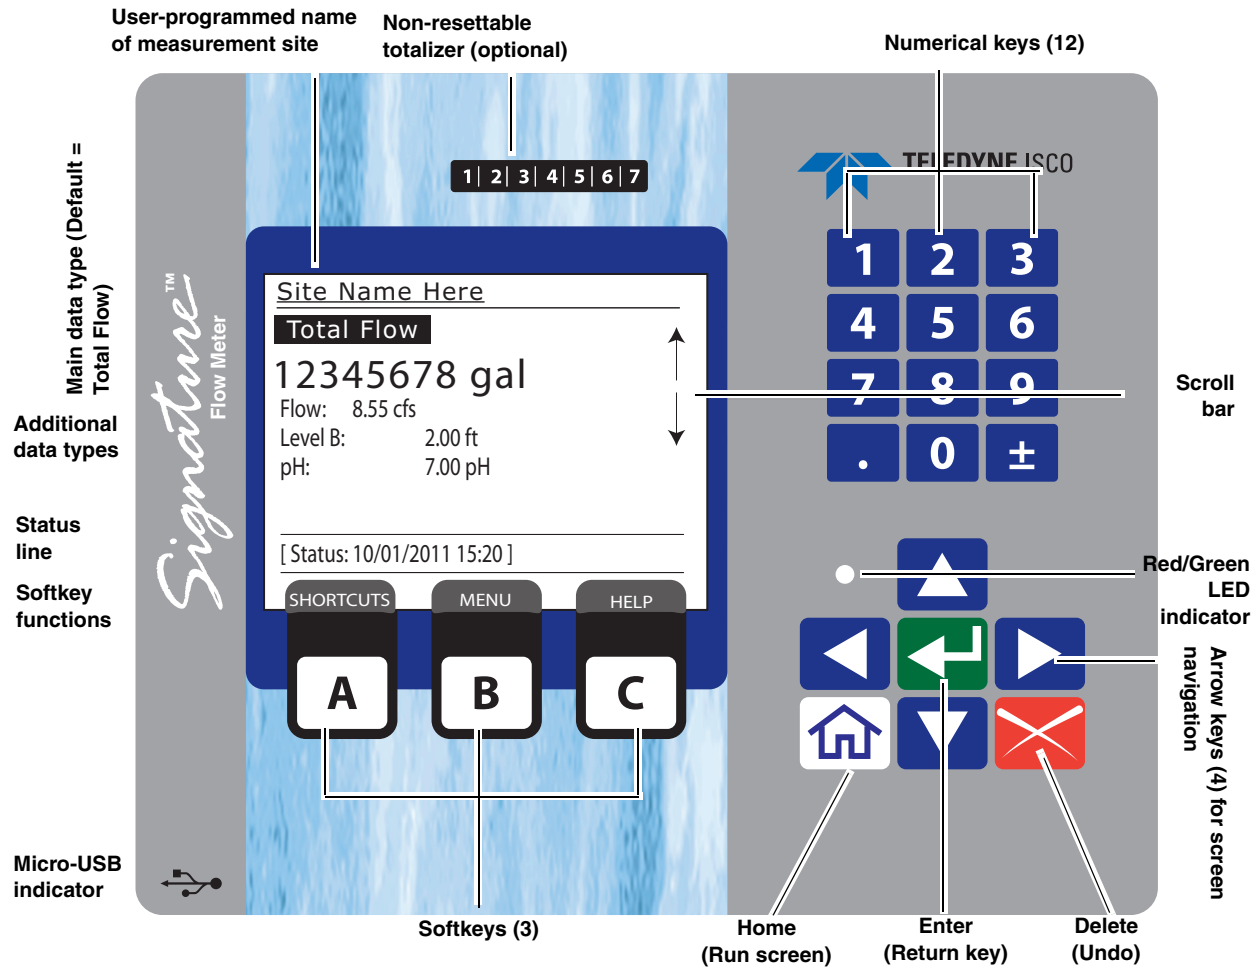 User-programmed name
of measurement site
Non-resettable
totalizer (optional)
Numerical keys (12)
Main data type (Default =
Total Flow)
Additional
data types
Status
line
Softkey
functions
Micro-USB
indicator
Signature™
Flow Meter
1| 2| 3| 4| 5| 6| 7
TELEDYNE ISCO
Site Name Here
Total Flow
12345678 gal
Flow: 8.55 cfs
Level B: 2.00 ft
pH: 7.00 pH
[ Status: 10/01/2011 15:20 ]
SHORTCUTS MENU HELP
A B C
1 2 3
4 5 6
7 8 9
. 0 ±
Scroll
bar
Red/Green
LED
indicator
Arrow keys (4) for screen
navigation
Softkeys (3)
Home
(Run screen)
Enter
(Return key)
Delete
(Undo)